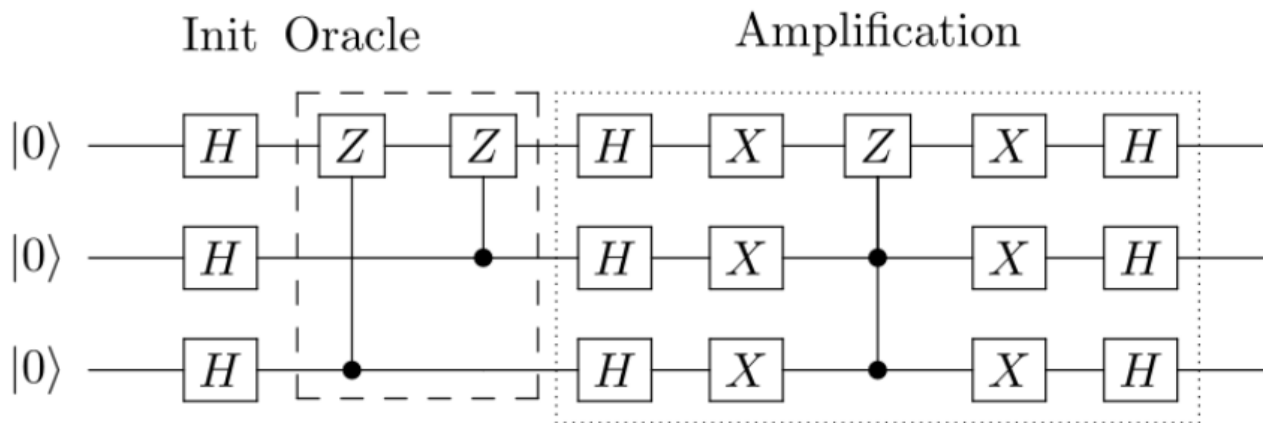 Init Oracle Amplification
|0⟩ H Z Z H X Z X H
|0⟩ H H X X H
|0⟩ H H X X H